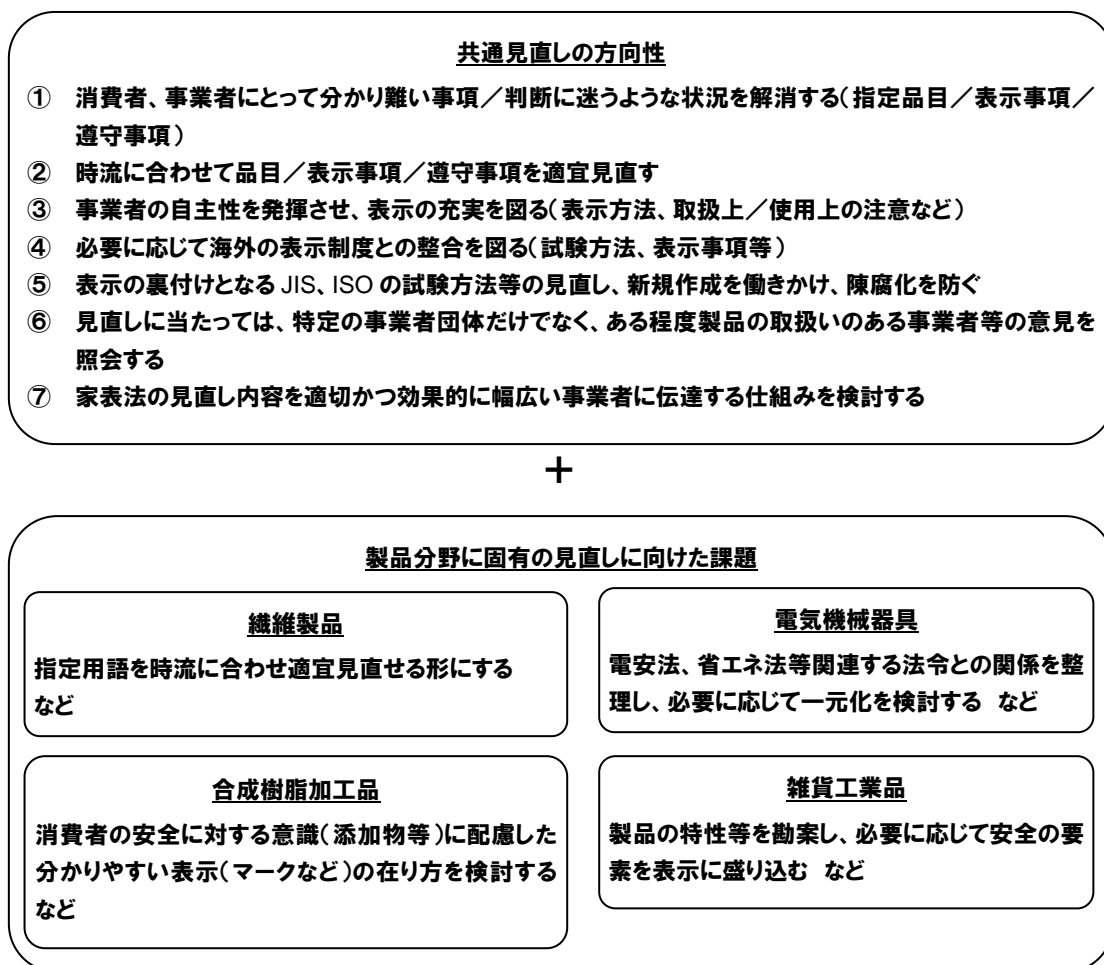 共通見直しの方向性
① 消費者、事業者にとって分かり難い事項／判断に迷うような状況を解消する（指定品目／表示事項／
遵守事項）
② 時流に合わせて品目／表示事項／遵守事項を適宜見直す
③ 事業者の自主性を発揮させ、表示の充実を図る（表示方法、取扱上／使用上の注意など）
④ 必要に応じて海外の表示制度との整合を図る（試験方法、表示事項等）
⑤ 表示の裏付けとなる JIS、ISO の試験方法等の見直し、新規作成を働きかけ、陳腐化を防ぐ
⑥ 見直しに当たっては、特定の事業者団体だけでなく、ある程度製品の取扱いのある事業者等の意見を
照会する
⑦ 家表法の見直し内容を適切かつ効果的に幅広い事業者に伝達する仕組みを検討する
＋
製品分野に固有の見直しに向けた課題
繊維製品
指定用語を時流に合わせ適宜見直せる形にする
など
電気機械器具
電安法、省エネ法等関連する法令との関係を整
理し、必要に応じて一元化を検討する など
合成樹脂加工品
消費者の安全に対する意識（添加物等）に配慮した
分かりやすい表示（マークなど）の在り方を検討する
など
雑貨工業品
製品の特性等を勘案し、必要に応じて安全の要
素を表示に盛り込む など